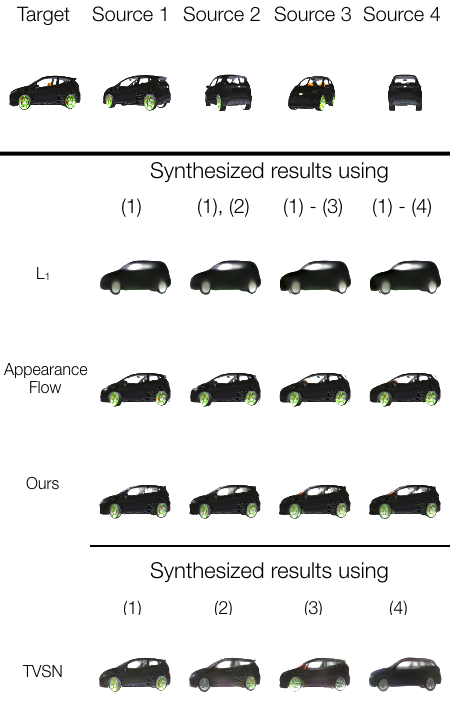 Target Source 1 Source 2 Source 3 Source 4
Synthesized results using
(1) (1), (2) (1) - (3) (1) - (4)
L₁
Appearance
Flow
Ours
Synthesized results using
(1) (2) (3) (4)
TVSN